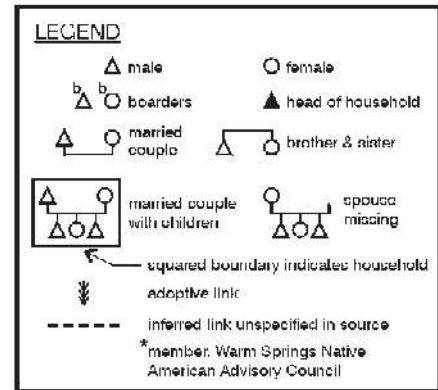 LEGEND
male
female
b b
boarders
head of household
married
couple
brother & sister
married couple
with children
spouce
missing
squared boundary indicates household
adoptive link
inferred link unspecified in source
*member. Warm Springs Native
American Advisory Council